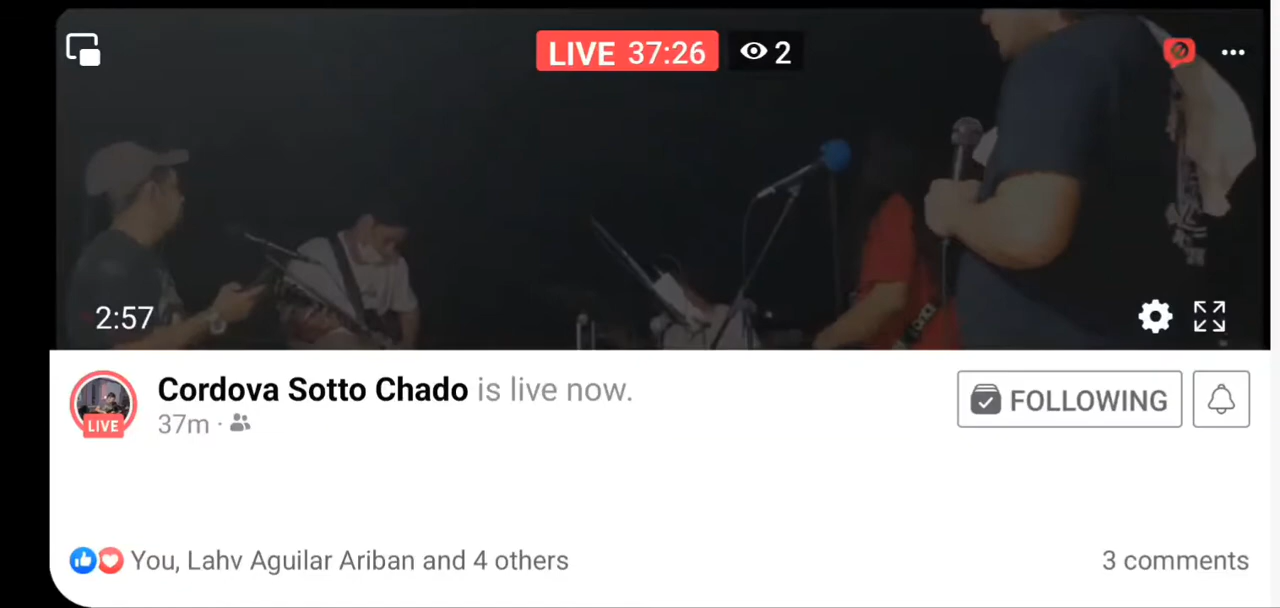 LIVE 37:26 2
2:57
Cordova Sotto Chado is live now.
LIVE
37m ·
FOLLOWING
You, Lahv Aguilar Ariban and 4 others
3 comments